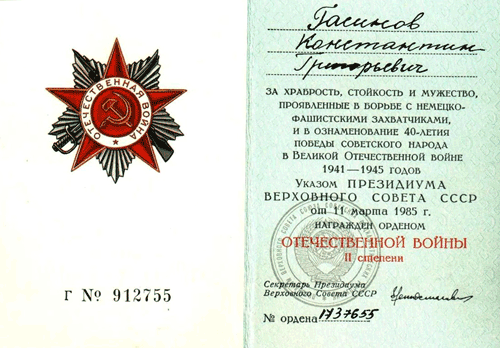 ОТЕЧЕСТВЕННАЯ ВОЙНА
Г № 912755
Гасинов
Константин
Григорьевич
ЗА ХРАБРОСТЬ, СТОЙКОСТЬ И МУЖЕСТВО,
ПРОЯВЛЕННЫЕ В БОРЬБЕ С НЕМЕЦКО-
ФАШИСТСКИМИ ЗАХВАТЧИКАМИ,
И В ОЗНАМЕНОВАНИЕ 40-ЛЕТИЯ
ПОБЕДЫ СОВЕТСКОГО НАРОДА
В ВЕЛИКОЙ ОТЕЧЕСТВЕННОЙ ВОЙНЕ
1941—1945 ГОДОВ
УКАЗОМ ПРЕЗИДИУМА
ВЕРХОВНОГО СОВЕТА СССР
от 11 марта 1985 г.
НАГРАЖДЕН ОРДЕНОМ
ОТЕЧЕСТВЕННОЙ ВОЙНЫ
II степени
Секретарь Президиума
Верховного Совета СССР
№ ордена 1737655